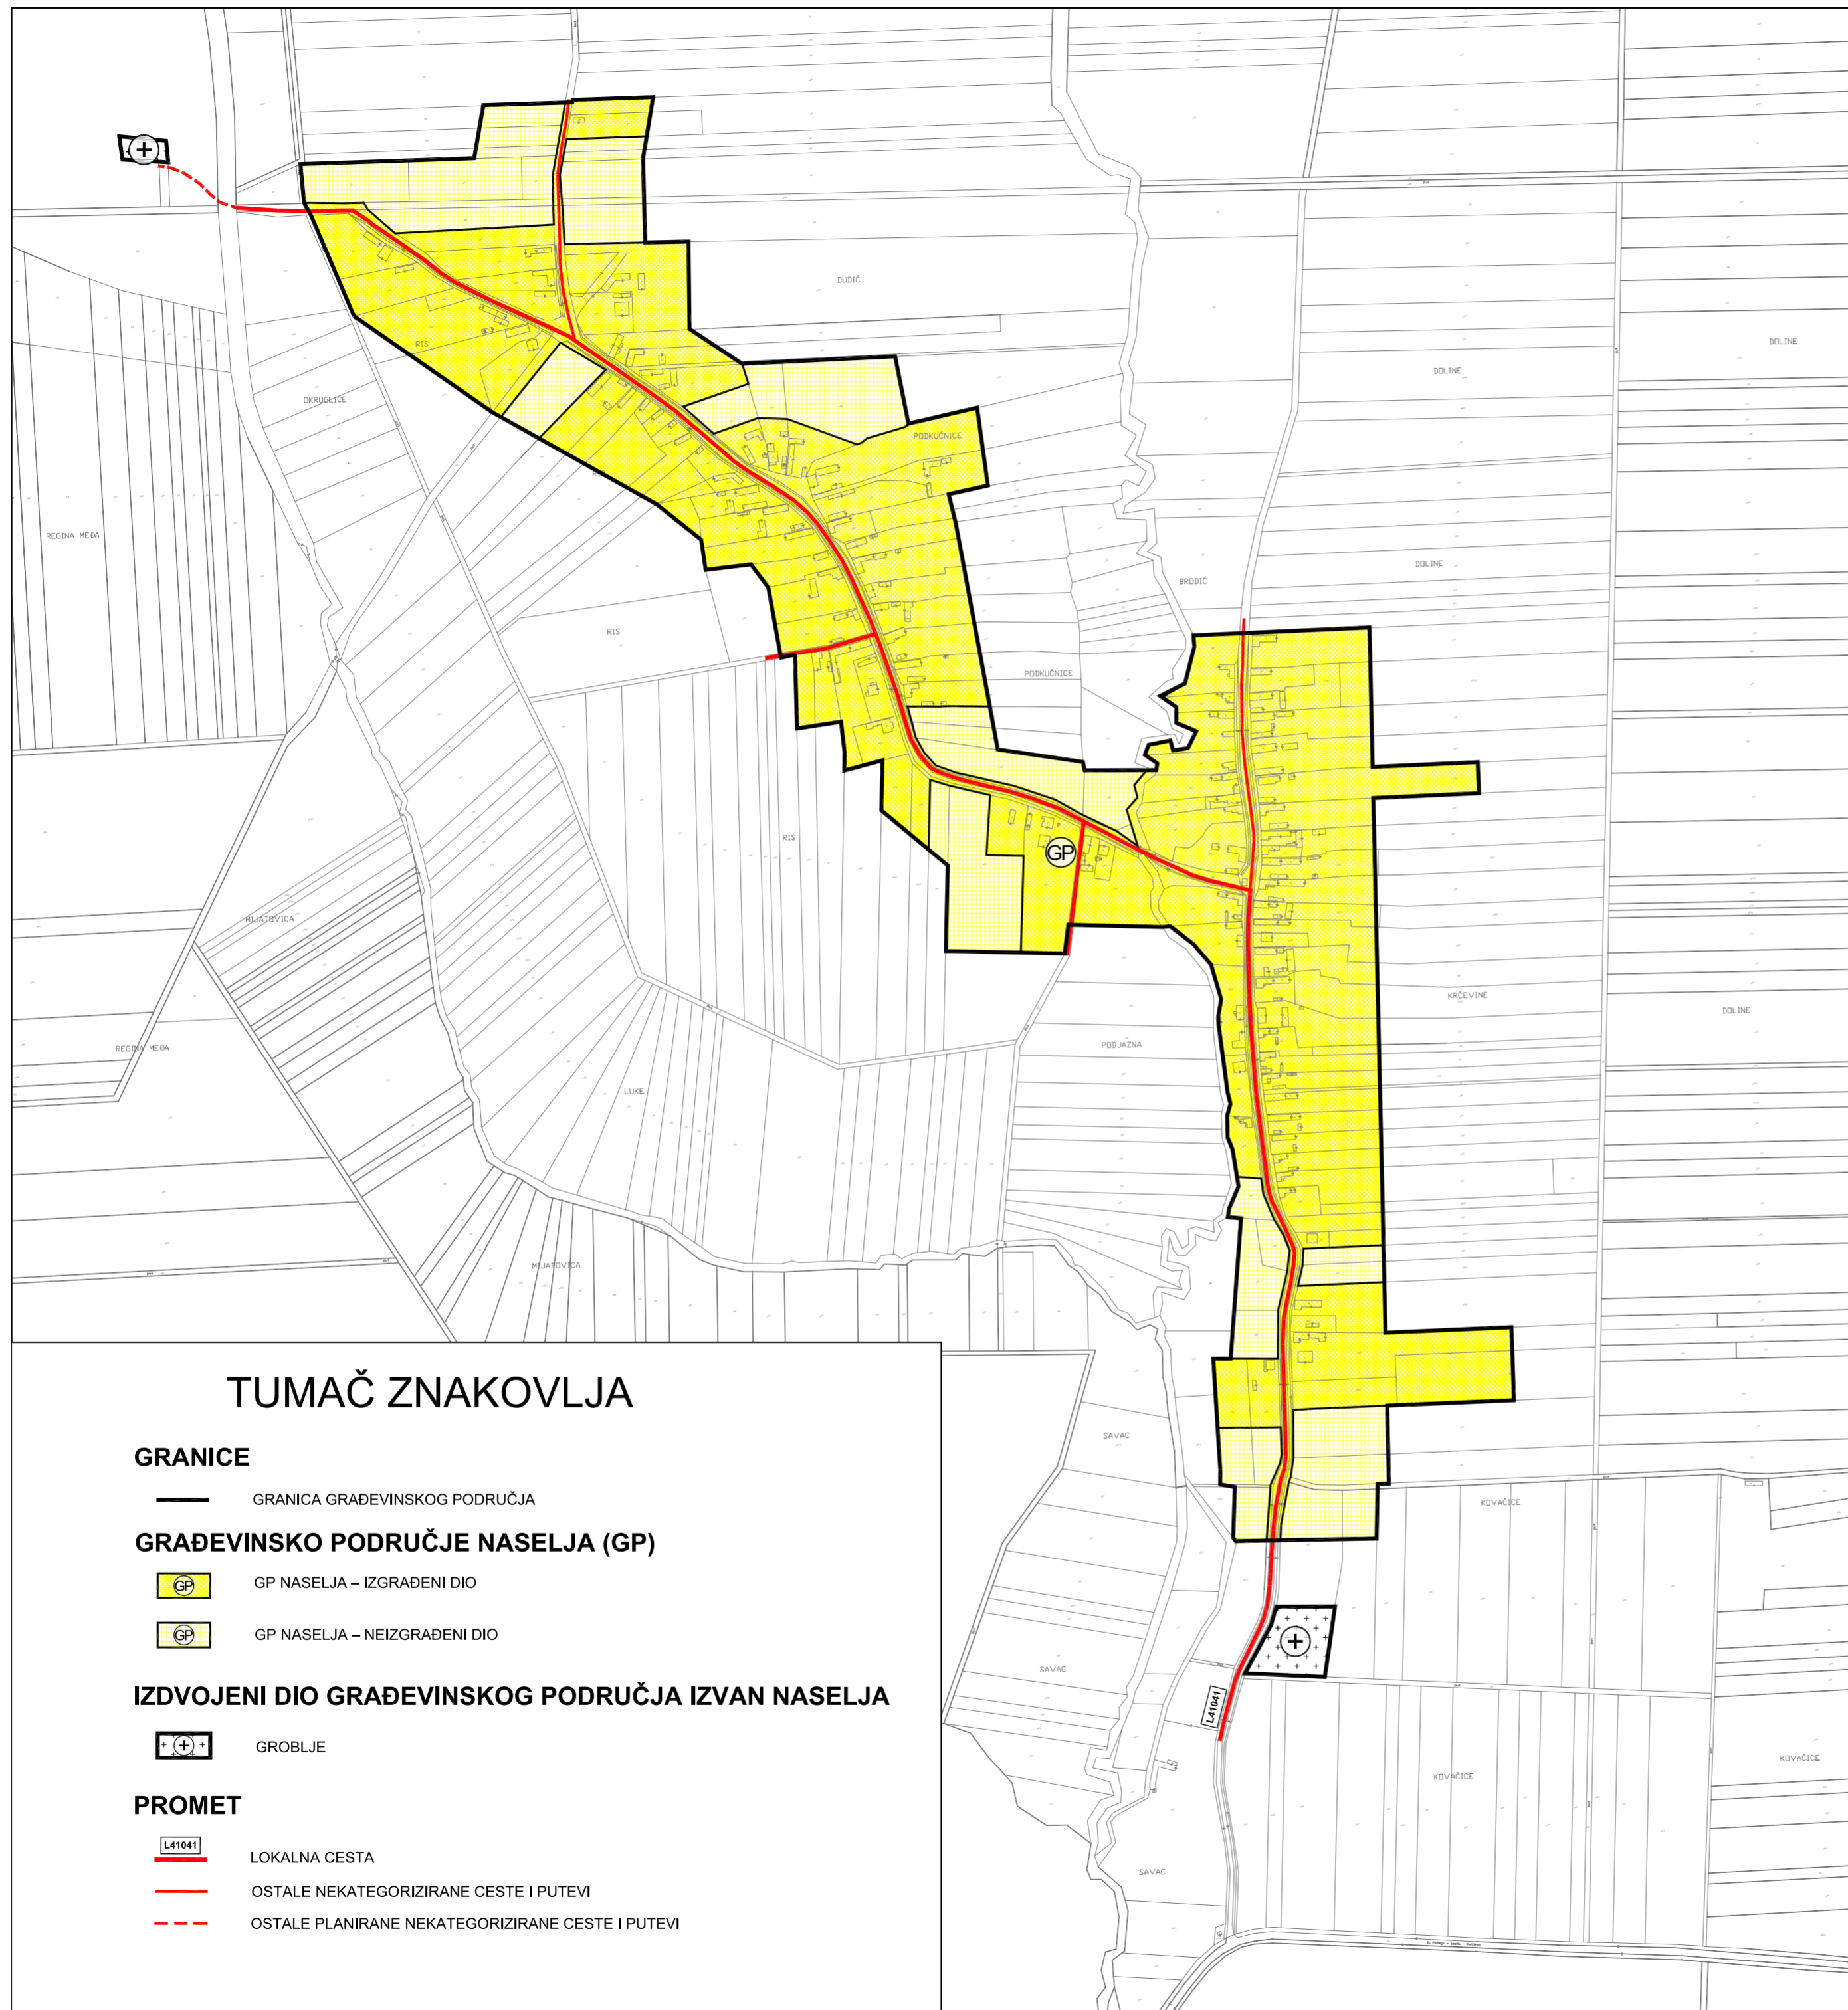 DUDIČ
DOLINE
DOLINE
RIS
OKRUGLICE
PODKUČNICE
REGINA MEĐA
DOLINE
BRODIČ
RIS
PODKUČNICE
RIS
GP
MIJATOVICA
KRČEVINE
DOLINE
REGINA MEĐA
PODJAZNA
LUKE
MIJATOVICA
SAVAC
KOVAČICE
SAVAC
L41041
KOVAČICE
KOVAČICE
SAVAC
TUMAČ ZNAKOVLJA
GRANICE
GRANICA GRAĐEVINSKOG PODRUČJA
GRAĐEVINSKO PODRUČJE NASELJA (GP)
GP
GP NASELJA – IZGRAĐENI DIO
GP
GP NASELJA – NEIZGRAĐENI DIO
IZDVOJENI DIO GRAĐEVINSKOG PODRUČJA IZVAN NASELJA
GROBLJE
PROMET
L41041
LOKALNA CESTA
OSTALE NEKATEGORIZIRANE CESTE I PUTEVI
OSTALE PLANIRANE NEKATEGORIZIRANE CESTE I PUTEVI